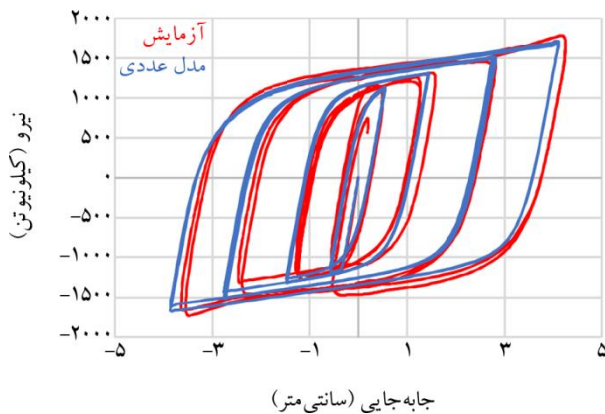 آزمایش
مدل عددی
۲۰۰۰
۱۵۰۰
۱۰۰۰
۵۰۰
۰
-۵۰۰
-۱۰۰۰
-۱۵۰۰
-۲۰۰۰
نیرو (کیلونیوتن)
-۵ -۳ -۱ ۱ ۳ ۵
جابه‌جایی (سانتی‌متر)